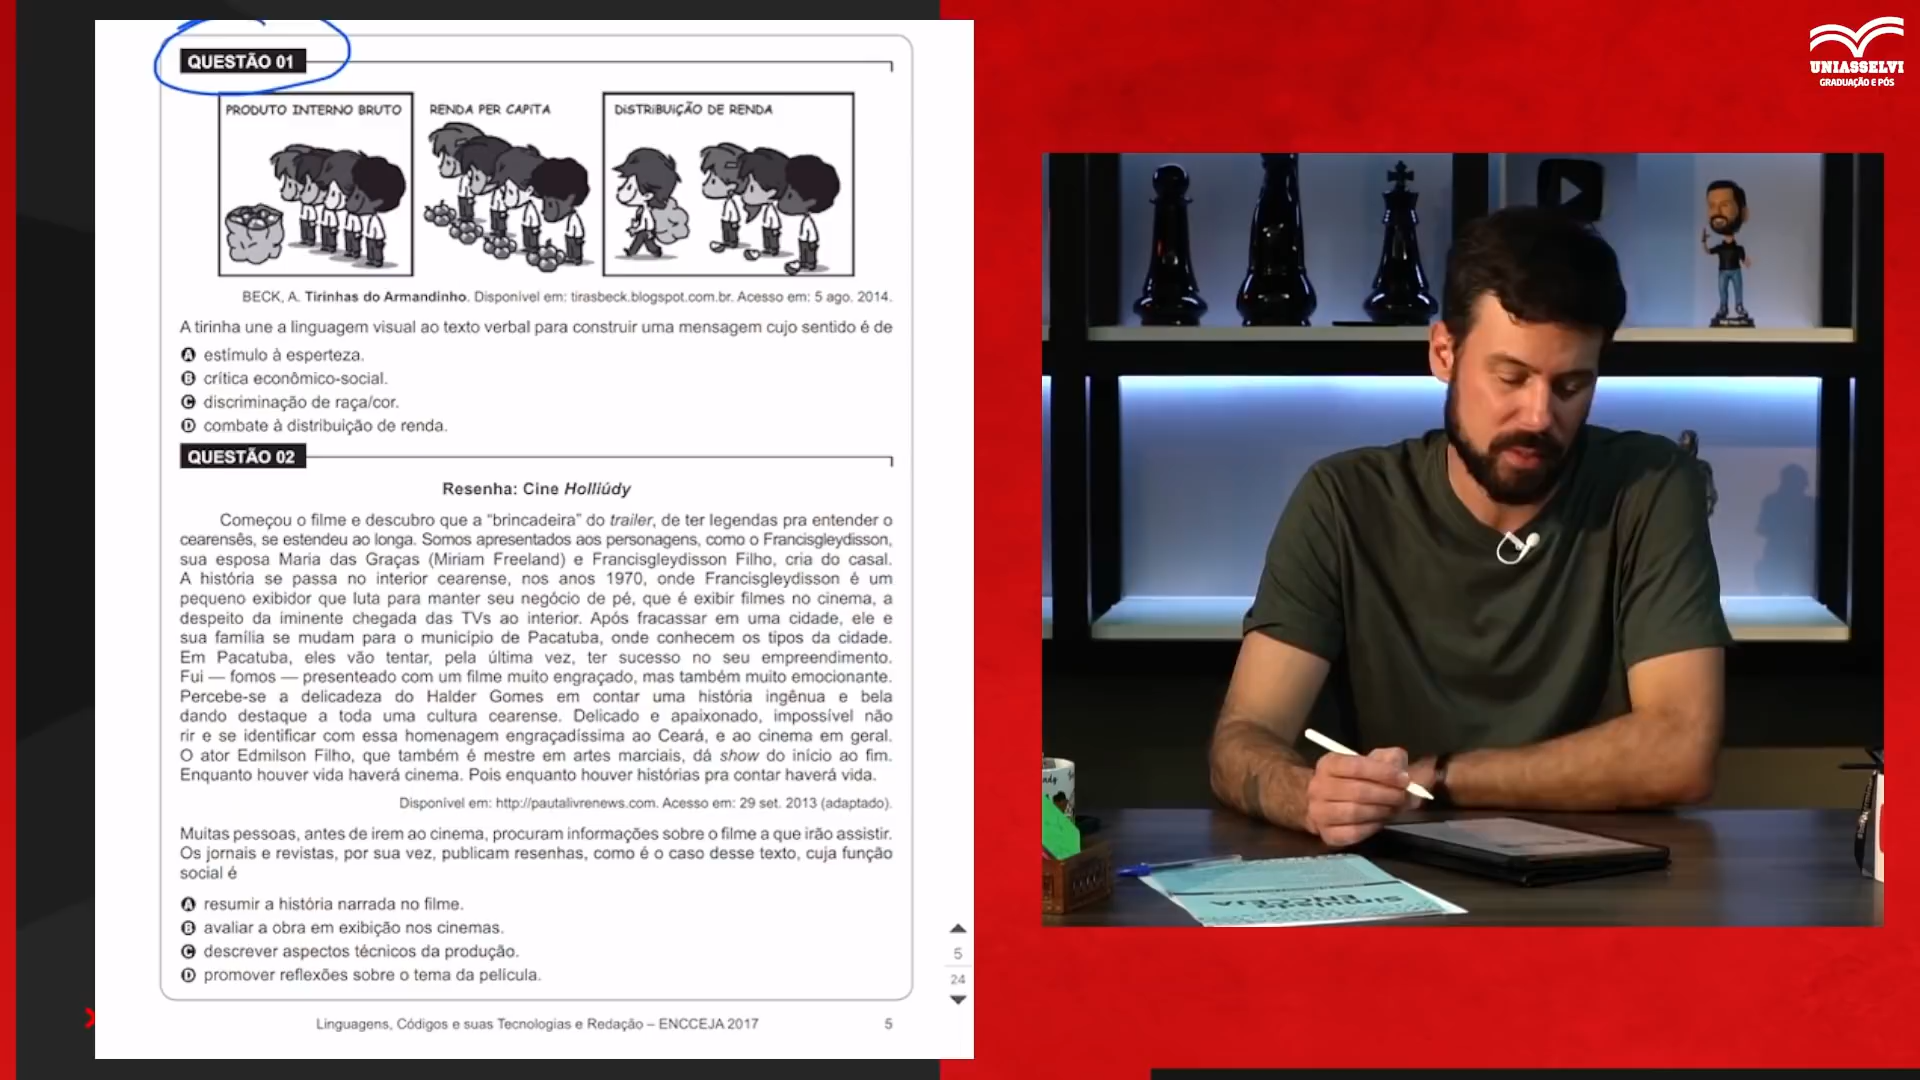 QUESTÃO 01
PRODUTO INTERNO BRUTO
RENDA PER CAPITA
DISTRIBUIÇÃO DE RENDA
BECK, A. Tirinhas do Armandinho. Disponível em: tirasbeck.blogspot.com.br. Acesso em: 5 ago. 2014.
A tirinha une a linguagem visual ao texto verbal para construir uma mensagem cujo sentido é de
A estímulo à esperteza.
B crítica econômico-social.
C discriminação de raça/cor.
D combate à distribuição de renda.
QUESTÃO 02
Resenha: Cine Holliúdy
Começou o filme e descubro que a “brincadeira” do trailer, de ter legendas pra entender o
cearensês, se estendeu ao longa. Somos apresentados aos personagens, como o Francisgleydisson,
sua esposa Maria das Graças (Miriam Freeland) e Francisgleydisson Filho, cria do casal.
A história se passa no interior cearense, nos anos 1970, onde Francisgleydisson é um
pequeno exibidor que luta para manter seu negócio de pé, que é exibir filmes no cinema, a
despeito da iminente chegada das TVs ao interior. Após fracassar em uma cidade, ele e
sua família se mudam para o município de Pacatuba, onde conhecem os tipos da cidade.
Em Pacatuba, eles vão tentar, pela última vez, ter sucesso no seu empreendimento.
Fui — fomos — presenteado com um filme muito engraçado, mas também muito emocionante.
Percebe-se a delicadeza do Halder Gomes em contar uma história ingênua e bela
dando destaque a toda uma cultura cearense. Delicado e apaixonado, impossível não
rir e se identificar com essa homenagem engraçadíssima ao Ceará, e ao cinema em geral.
O ator Edmilson Filho, que também é mestre em artes marciais, dá show do início ao fim.
Enquanto houver vida haverá cinema. Pois enquanto houver histórias pra contar haverá vida.
Disponível em: http://pautalivrenews.com. Acesso em: 29 set. 2013 (adaptado).
Muitas pessoas, antes de irem ao cinema, procuram informações sobre o filme a que irão assistir.
Os jornais e revistas, por sua vez, publicam resenhas, como é o caso desse texto, cuja função
social é
A resumir a história narrada no filme.
B avaliar a obra em exibição nos cinemas.
C descrever aspectos técnicos da produção.
D promover reflexões sobre o tema da película.
5
24
Linguagens, Códigos e suas Tecnologias e Redação – ENCCEJA 2017
5
UNIASSELVI
GRADUAÇÃO E PÓS
Simulado
ENCCEJA